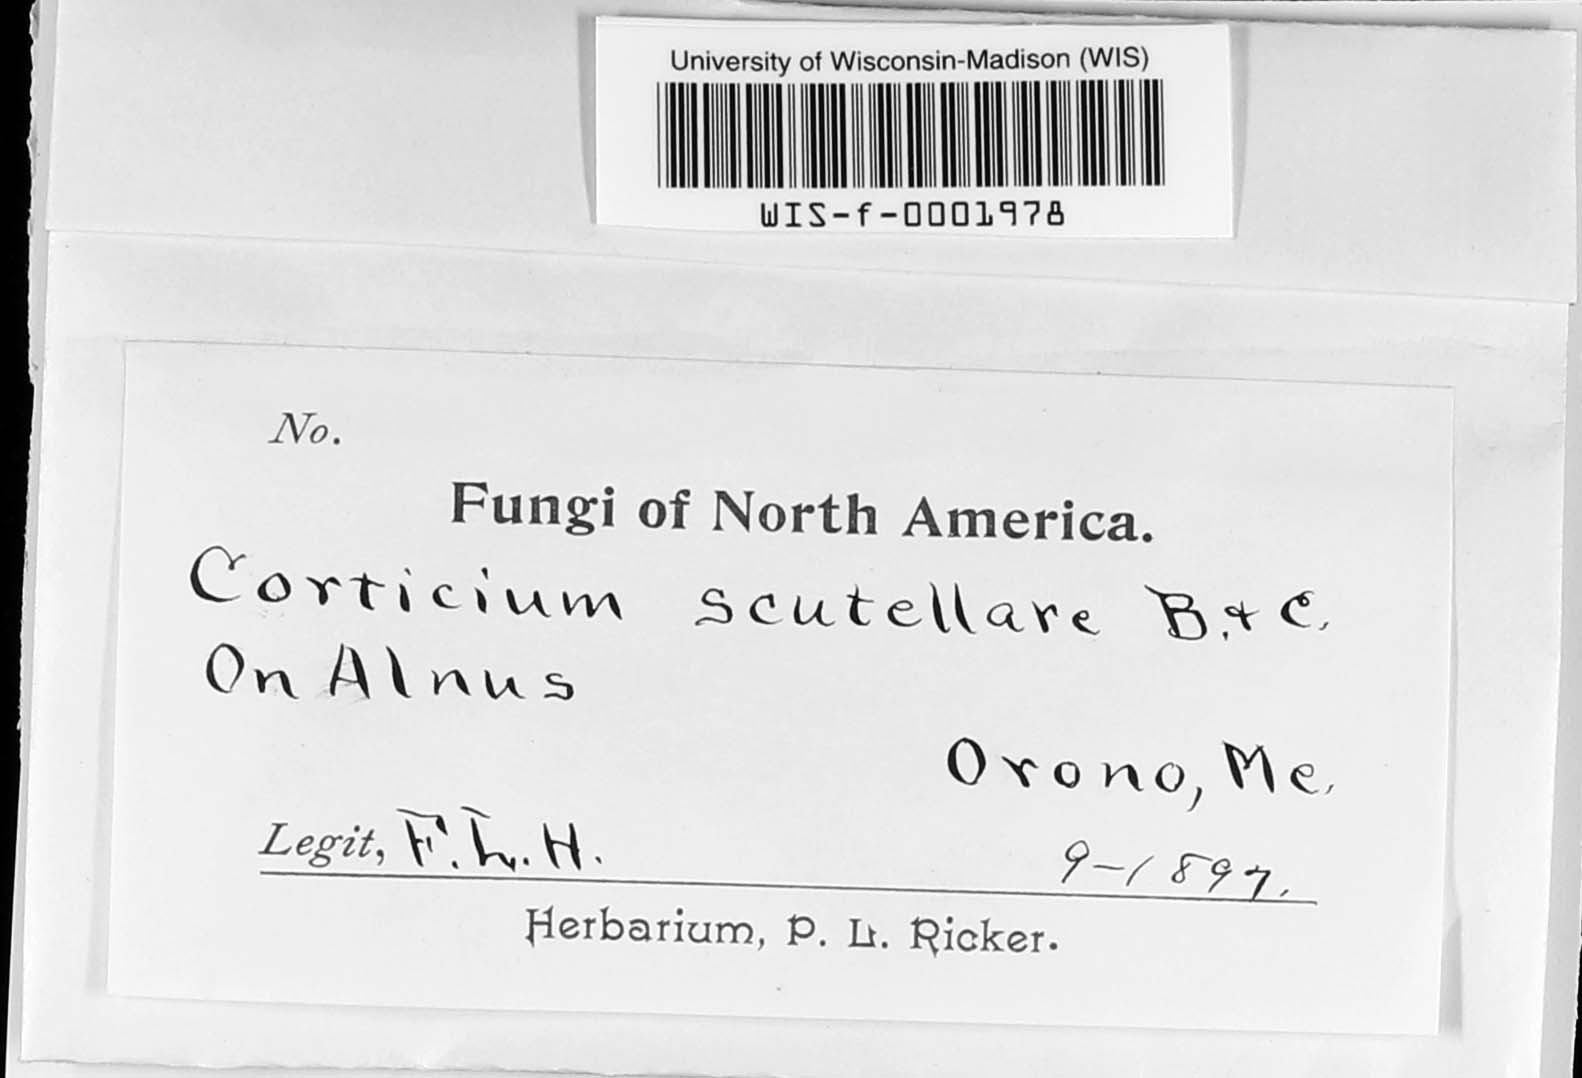 University of Wisconsin-Madison (WIS)
WIS-f-0001978
No.
Fungi of North America.
Corticium scutellare B. & C.
On Alnus
Orono, Me.
Legit, F. L. H.
9-1897.
Herbarium, P. L. Ricker.